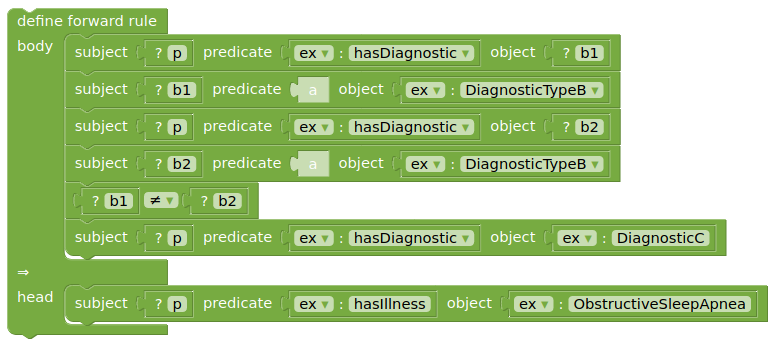 define forward rule
body
subject ? p predicate ex ▾ : hasDiagnostic ▾ object ? b1
subject ? b1 predicate a object ex ▾ : DiagnosticTypeB ▾
subject ? p predicate ex ▾ : hasDiagnostic ▾ object ? b2
subject ? b2 predicate a object ex ▾ : DiagnosticTypeB ▾
? b1 ≠ ▾ ? b2
subject ? p predicate ex ▾ : hasDiagnostic ▾ object ex ▾ : DiagnosticC
⇒
head
subject ? p predicate ex ▾ : hasIllness object ex ▾ : ObstructiveSleepApnea